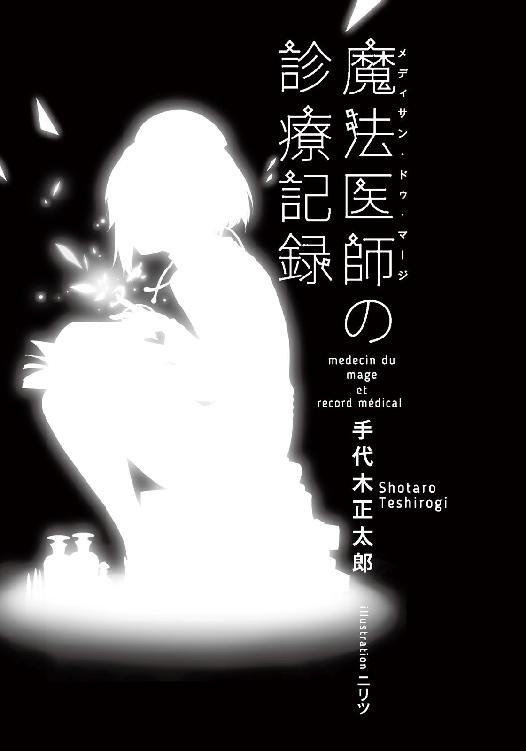 魔法医師の
メディサン・ドゥ・マージ
診療記録
medecin du
mage
et
record médical
手代木正太郎
Shotaro
Teshirogi
illustration ニリツ